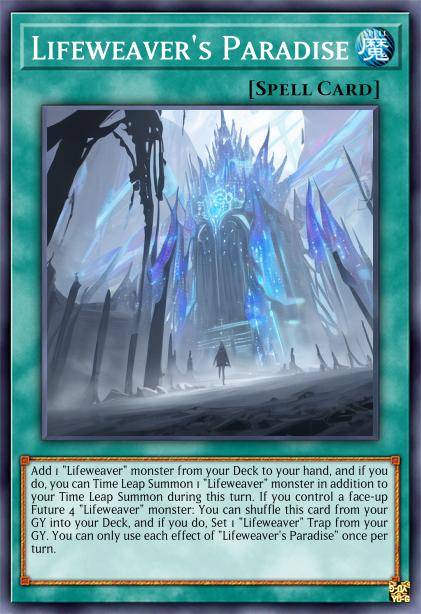 Lifeweaver's Paradise
SPELL
魔
[Spell Card]
Add 1 "Lifeweaver" monster from your Deck to your hand, and if you
do, you can Time Leap Summon 1 "Lifeweaver" monster in addition to
your Time Leap Summon during this turn. If you control a face-up
Future 4 "Lifeweaver" monster: You can shuffle this card from your
GY into your Deck, and if you do, Set 1 "Lifeweaver" Trap from your
GY. You can only use each effect of "Lifeweaver's Paradise" once per
turn.